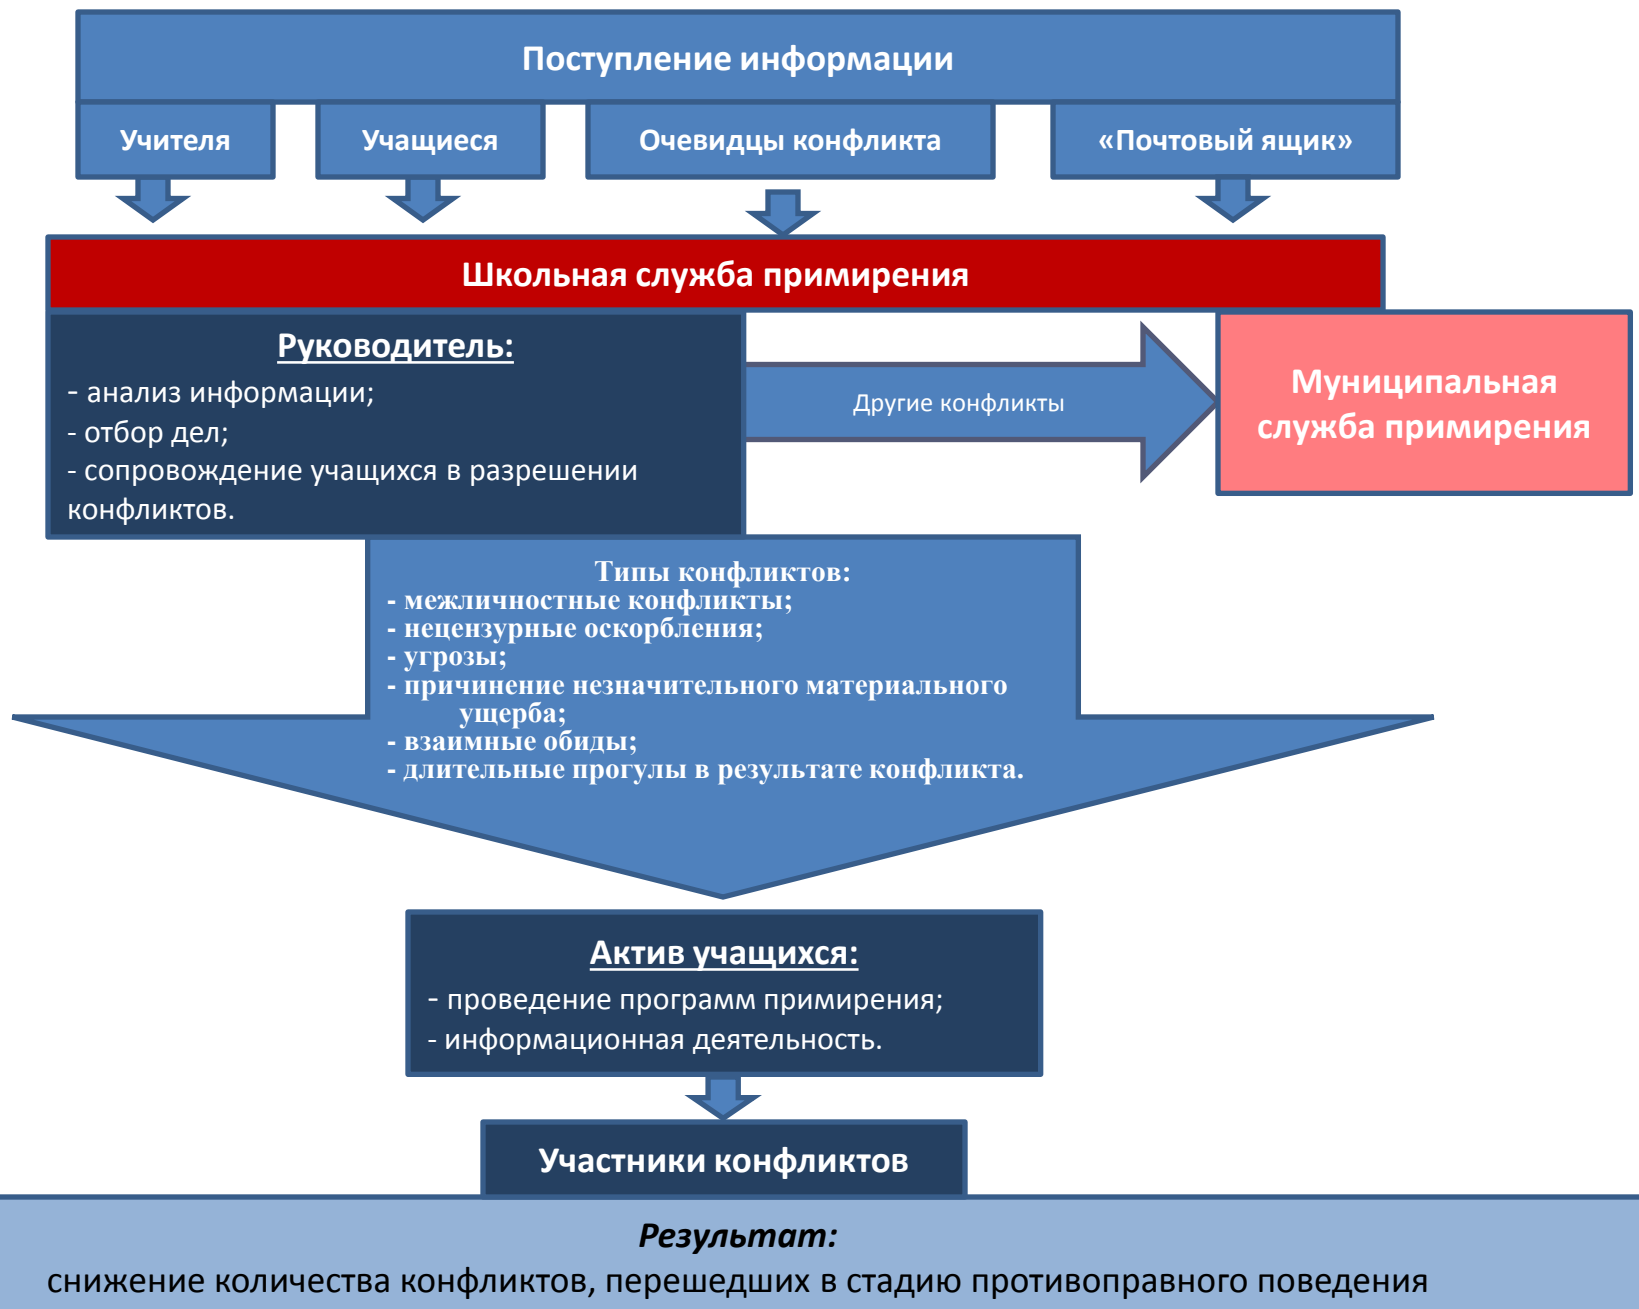 Поступление информации
Учителя
Учащиеся
Очевидцы конфликта
«Почтовый ящик»
Школьная служба примирения
Руководитель:
- анализ информации;
- отбор дел;
- сопровождение учащихся в разрешении
конфликтов.
Другие конфликты
Муниципальная
служба примирения
Типы конфликтов:
- межличностные конфликты;
- нецензурные оскорбления;
- угрозы;
- причинение незначительного материального
ущерба;
- взаимные обиды;
- длительные прогулы в результате конфликта.
Актив учащихся:
- проведение программ примирения;
- информационная деятельность.
Участники конфликтов
Результат:
снижение количества конфликтов, перешедших в стадию противоправного поведения